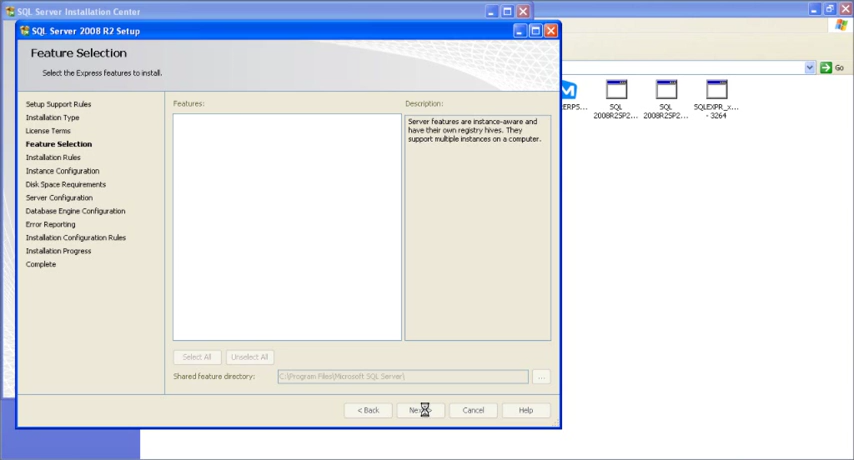 SQL Server Installation Center
SQL Server 2008 R2 Setup
Feature Selection
Select the Express features to install.
Go
Setup Support Rules
Installation Type
License Terms
Feature Selection
Installation Rules
Instance Configuration
Disk Space Requirements
Server Configuration
Database Engine Configuration
Error Reporting
Installation Configuration Rules
Installation Progress
Complete
Features:
Description:
Server features are instance-aware and
have their own registry hives. They
support multiple instances on a computer.
ERPS...
SQL
2008R2SP2...
SQL
2008R2SP2...
SQLEXPR_x...
- 3264
Select All
Unselect All
Shared feature directory:
C:\Program Files\Microsoft SQL Server\
...
< Back
Cancel
Help